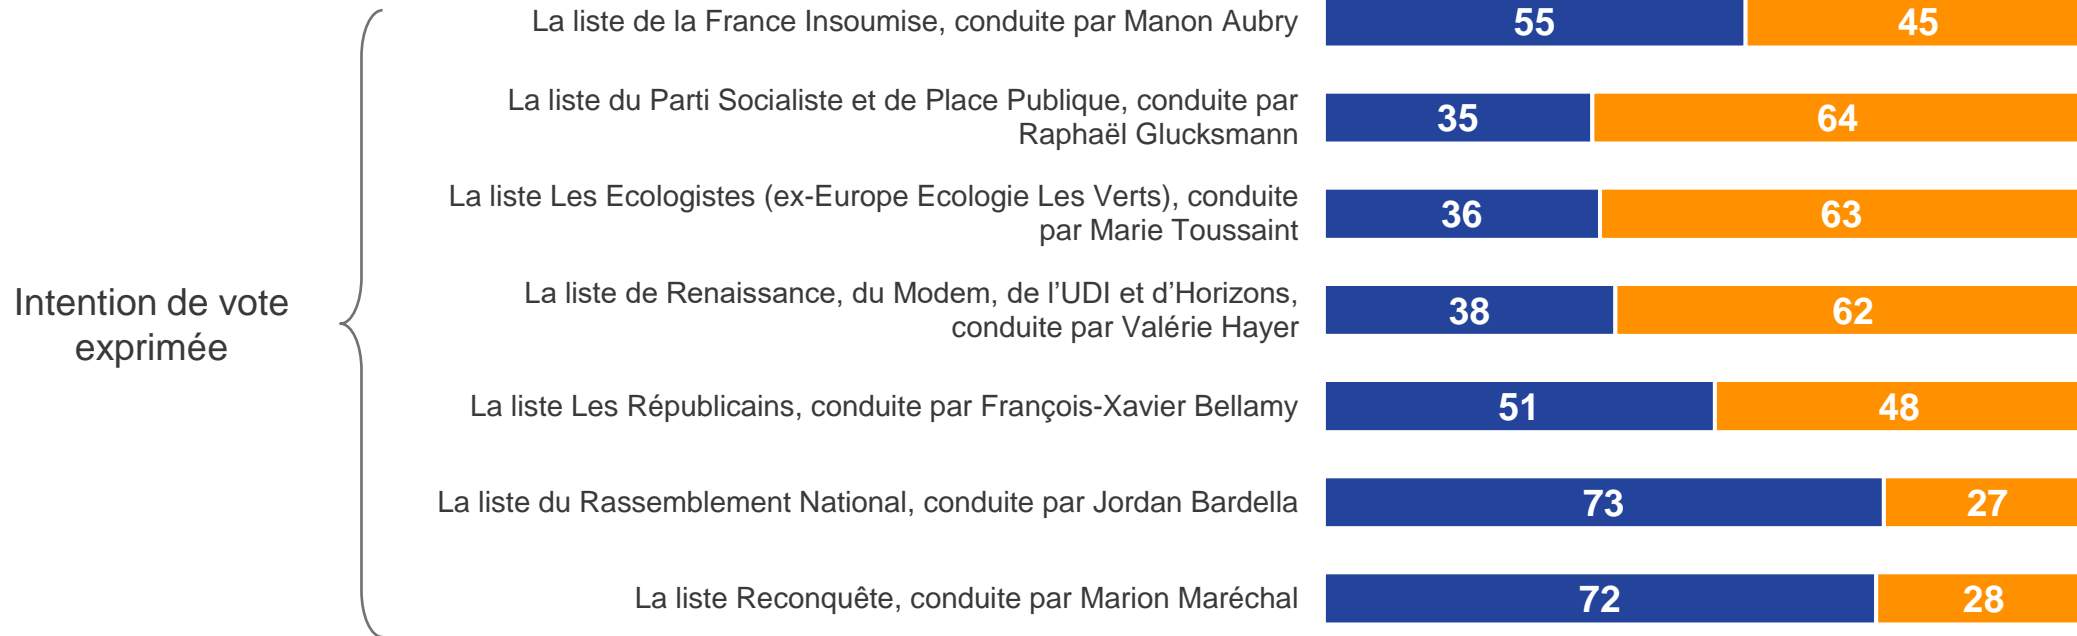 La liste de la France Insoumise, conduite par Manon Aubry
55 45
La liste du Parti Socialiste et de Place Publique, conduite par
Raphaël Glucksmann
35 64
La liste Les Ecologistes (ex-Europe Ecologie Les Verts), conduite
par Marie Toussaint
36 63
Intention de vote
exprimée
La liste de Renaissance, du Modem, de l’UDI et d’Horizons,
conduite par Valérie Hayer
38 62
La liste Les Républicains, conduite par François-Xavier Bellamy
51 48
La liste du Rassemblement National, conduite par Jordan Bardella
73 27
La liste Reconquête, conduite par Marion Maréchal
72 28